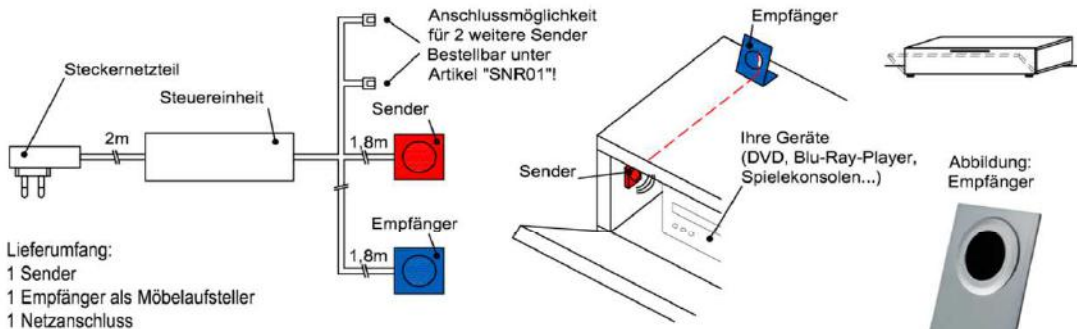 Anschlussmöglichkeit
für 2 weitere Sender
Bestellbar unter
Artikel "SNR01"!
Steckernetzteil
Steuereinheit
2m
Sender
1,8m
Empfänger
1,8m
Lieferumfang:
1 Sender
1 Empfänger als Möbelaufsteller
1 Netzanschluss
Empfänger
Sender
Ihre Geräte
(DVD, Blu-Ray-Player,
Spielekonsolen...)
Abbildung:
Empfänger